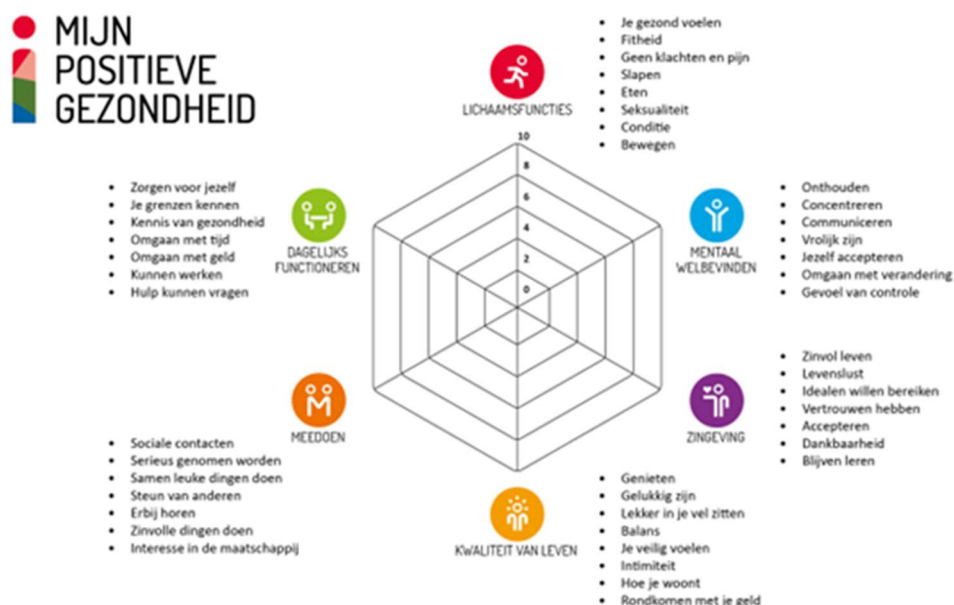 MIJN
POSITIEVE
GEZONDHEID
• Je gezond voelen
• Fitheid
• Geen klachten en pijn
• Slapen
• Eten
• Seksualiteit
• Conditie
• Bewegen
LICHAAMSFUNCTIES
10
8
6
4
2
0
• Onthouden
• Concentreren
• Communiceren
• Vrolijk zijn
• Jezelf accepteren
• Omgaan met verandering
• Gevoel van controle
MENTAAL
WELBEVINDEN
• Zinvol leven
• Levenslust
• Idealen willen bereiken
• Vertrouwen hebben
• Accepteren
• Dankbaarheid
• Blijven leren
ZINGEVING
• Genieten
• Gelukkig zijn
• Lekker in je vel zitten
• Balans
• Je veilig voelen
• Intimiteit
• Hoe je woont
• Rondkomen met je geld
KWALITEIT VAN LEVEN
• Sociale contacten
• Serieus genomen worden
• Samen leuke dingen doen
• Steun van anderen
• Erbij horen
• Zinvolle dingen doen
• Interesse in de maatschappij
MEEDOEN
• Zorgen voor jezelf
• Je grenzen kennen
• Kennis van gezondheid
• Omgaan met tijd
• Omgaan met geld
• Kunnen werken
• Hulp kunnen vragen
DAGELIJKS
FUNCTIONEREN